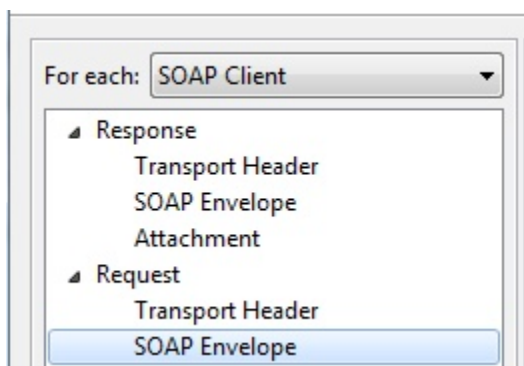 For each: SOAP Client
Response
Transport Header
SOAP Envelope
Attachment
Request
Transport Header
SOAP Envelope